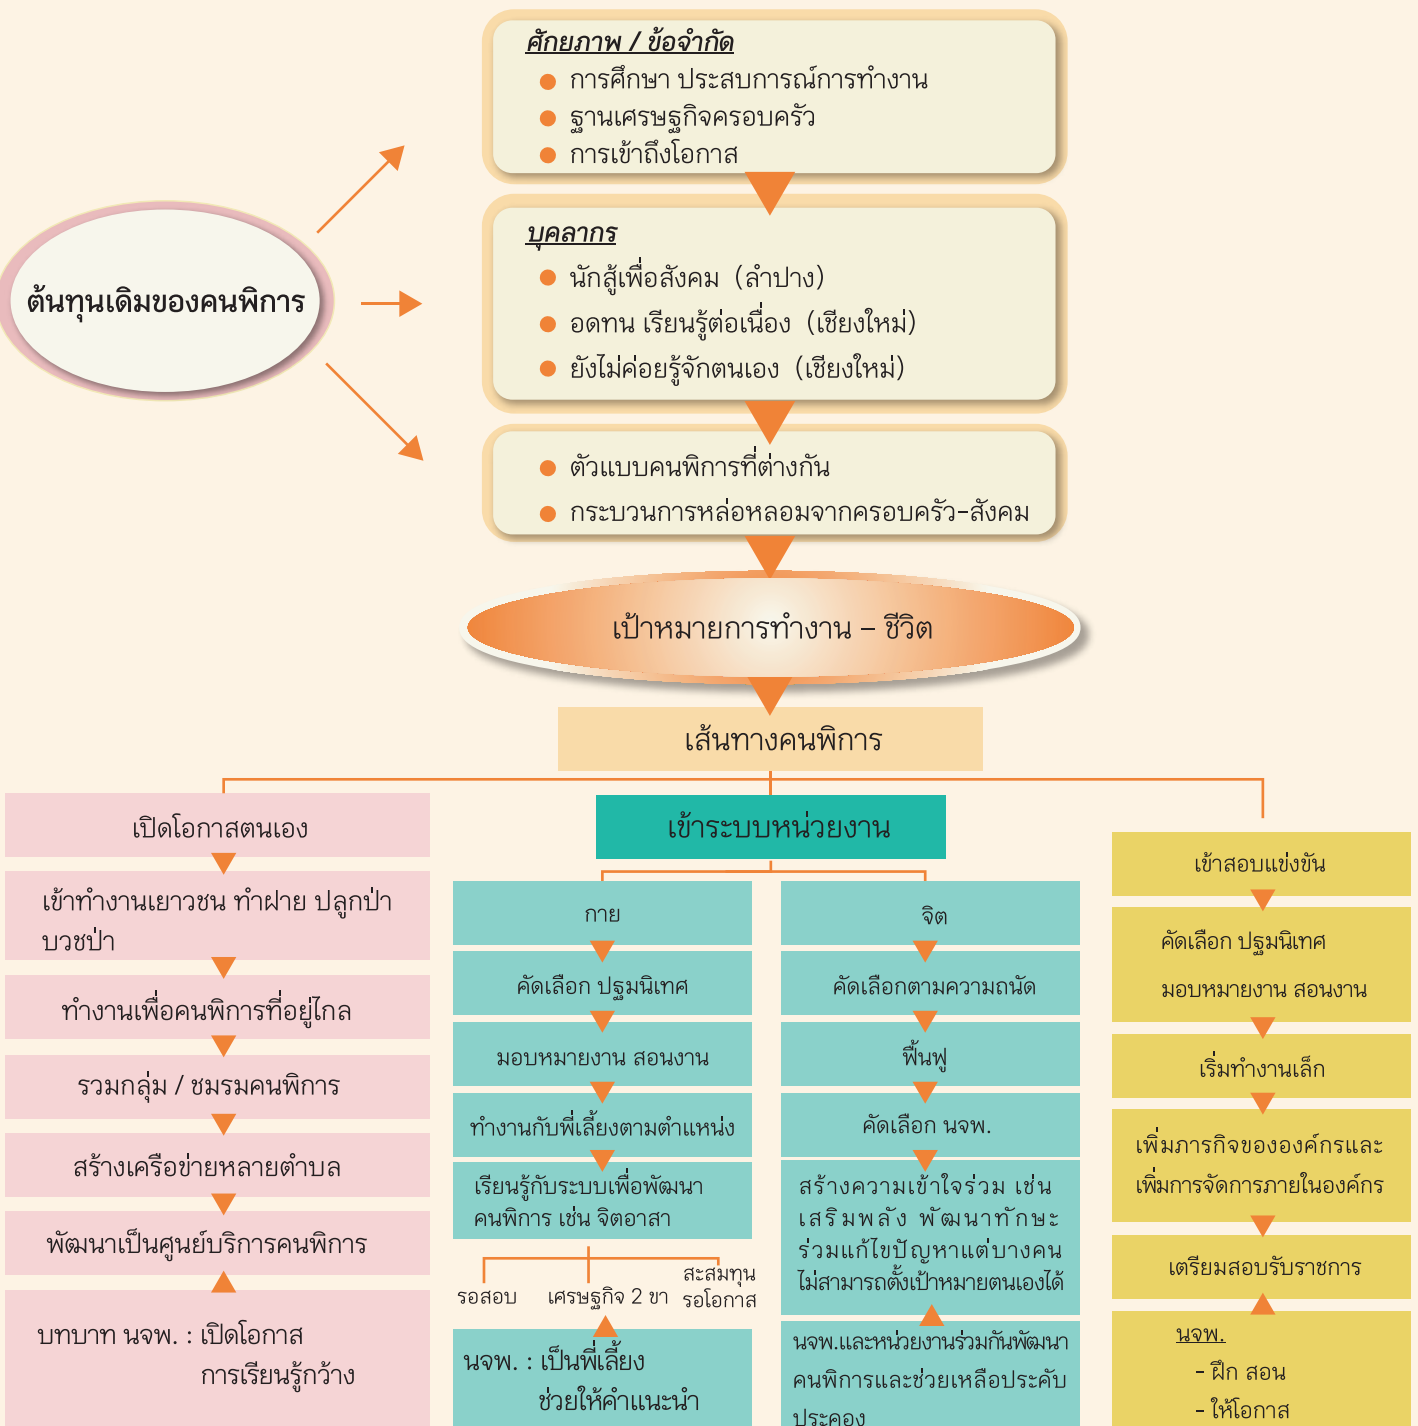 ศักยภาพ / ข้อจำกัด
การศึกษา ประสบการณ์การทำงาน
ฐานเศรษฐกิจครอบครัว
การเข้าถึงโอกาส
ต้นทุนเดิมของคนพิการ
บุคลากร
นักสู้เพื่อสังคม (ลำปาง)
อดทน เรียนรู้ต่อเนื่อง (เชียงใหม่)
ยังไม่ค่อยรู้จักตนเอง (เชียงใหม่)
ตัวแบบคนพิการที่ต่างกัน
กระบวนการหล่อหลอมจากครอบครัว-สังคม
เป้าหมายการทำงาน – ชีวิต
เส้นทางคนพิการ
เปิดโอกาสตนเอง
เข้าทำงานเยาวชน ทำฝาย ปลูกป่า
บวชป่า
ทำงานเพื่อคนพิการที่อยู่ไกล
รวมกลุ่ม / ชมรมคนพิการ
สร้างเครือข่ายหลายตำบล
พัฒนาเป็นศูนย์บริการคนพิการ
บทบาท นจพ. : เปิดโอกาส
การเรียนรู้กว้าง
เข้าระบบหน่วยงาน
กาย
คัดเลือก ปฐมนิเทศ
มอบหมายงาน สอนงาน
ทำงานกับพี่เลี้ยงตามตำแหน่ง
เรียนรู้กับระบบเพื่อพัฒนา
คนพิการ เช่น จิตอาสา
รอสอบ
เศรษฐกิจ 2 ขา
สะสมทุน
รอโอกาส
นจพ. : เป็นพี่เลี้ยง
ช่วยให้คำแนะนำ
จิต
คัดเลือกตามความถนัด
ฟื้นฟู
คัดเลือก นจพ.
สร้างความเข้าใจร่วม เช่น
เสริมพลัง พัฒนาทักษะ
ร่วมแก้ไขปัญหาแต่บางคน
ไม่สามารถตั้งเป้าหมายตนเองได้
นจพ.และหน่วยงานร่วมกันพัฒนา
คนพิการและช่วยเหลือประคับ
ประคอง
เข้าสอบแข่งขัน
คัดเลือก ปฐมนิเทศ
มอบหมายงาน สอนงาน
เริ่มทำงานเล็ก
เพิ่มภารกิจขององค์กรและ
เพิ่มการจัดการภายในองค์กร
เตรียมสอบรับราชการ
นจพ.
- ฝึก สอน
- ให้โอกาส